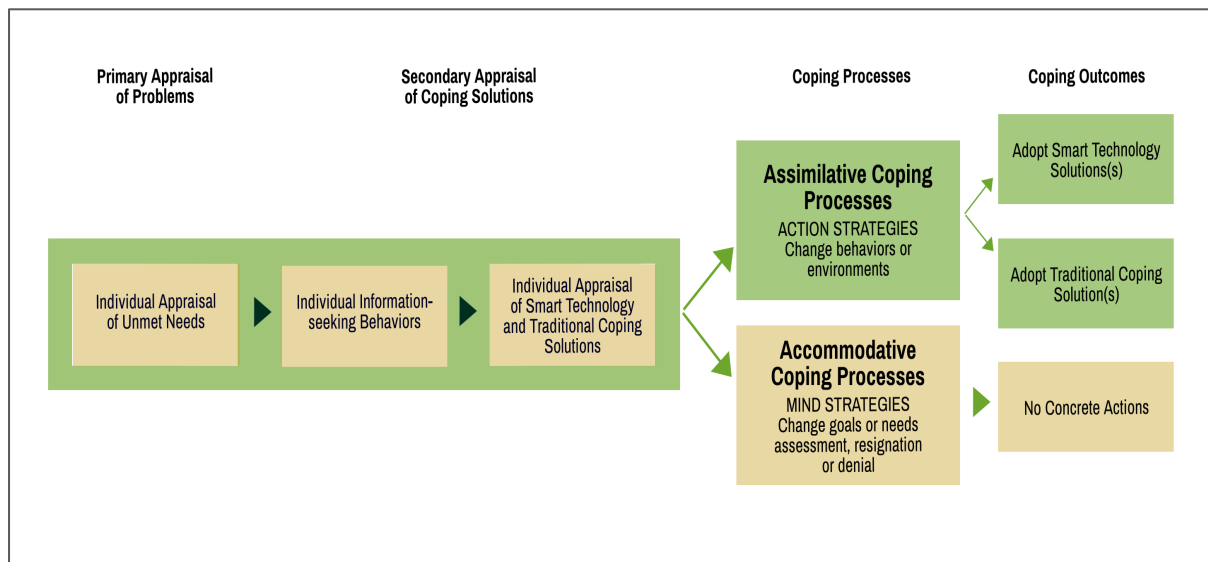 Primary Appraisal
of Problems
Secondary Appraisal
of Coping Solutions
Coping Processes
Coping Outcomes
Individual Appraisal
of Unmet Needs
Individual Information-
seeking Behaviors
Individual Appraisal
of Smart Technology
and Traditional Coping
Solutions
Assimilative Coping
Processes
ACTION STRATEGIES
Change behaviors or
environments
Accommodative
Coping Processes
MIND STRATEGIES
Change goals or needs
assessment, resignation
or denial
Adopt Smart Technology
Solutions(s)
Adopt Traditional Coping
Solution(s)
No Concrete Actions